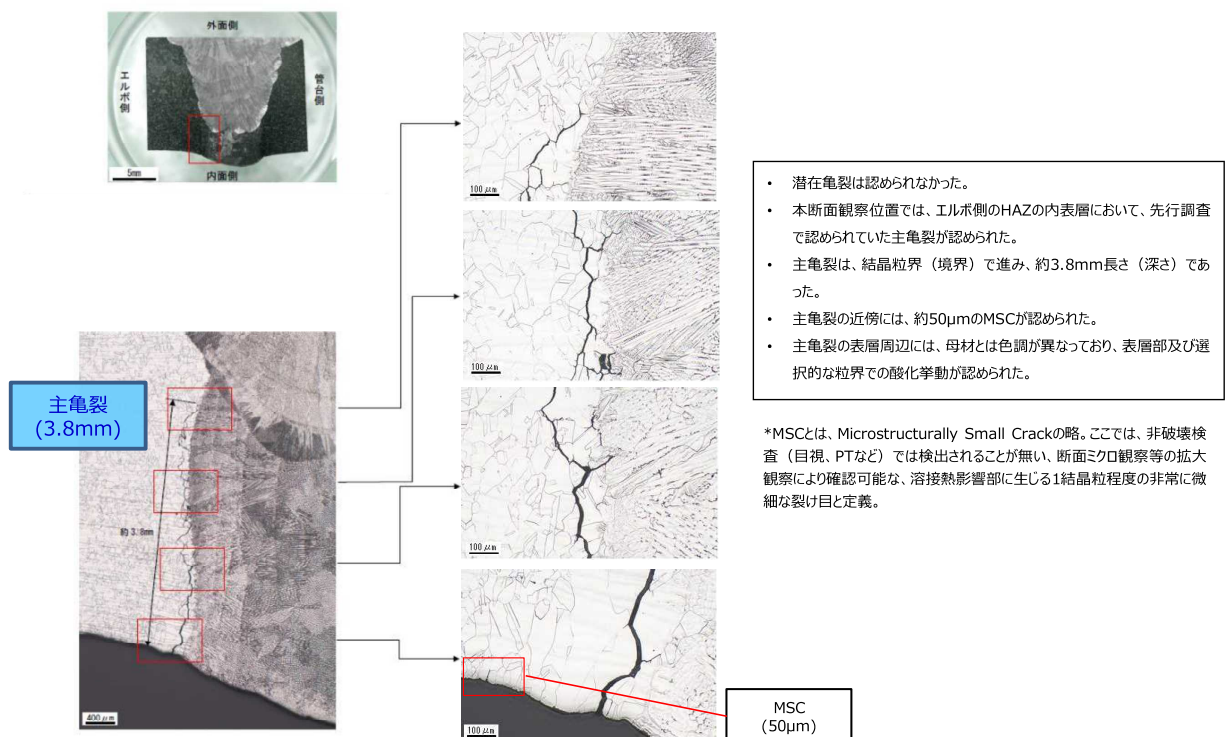 外面側
エルボ側
管台側
5mm
内面側
主亀裂
(3.8mm)
約3.8mm
400μm
100μm
100μm
100μm
100μm
MSC
(50μm)
• 潜在亀裂は認められなかった。
• 本断面観察位置では、エルボ側のHAZの内表層において、先行調査
で認められていた主亀裂が認められた。
• 主亀裂は、結晶粒界（境界）で進み、約3.8mm長さ（深さ）であ
った。
• 主亀裂の近傍には、約50μmのMSCが認められた。
• 主亀裂の表層周辺には、母材とは色調が異なっており、表層部及び選
択的な粒界での酸化挙動が認められた。
*MSCとは、Microstructurally Small Crackの略。ここでは、非破壊検
査（目視、PTなど）では検出されることが無い、断面ミクロ観察等の拡大
観察により確認可能な、溶接熱影響部に生じる1結晶粒程度の非常に微
細な裂け目と定義。